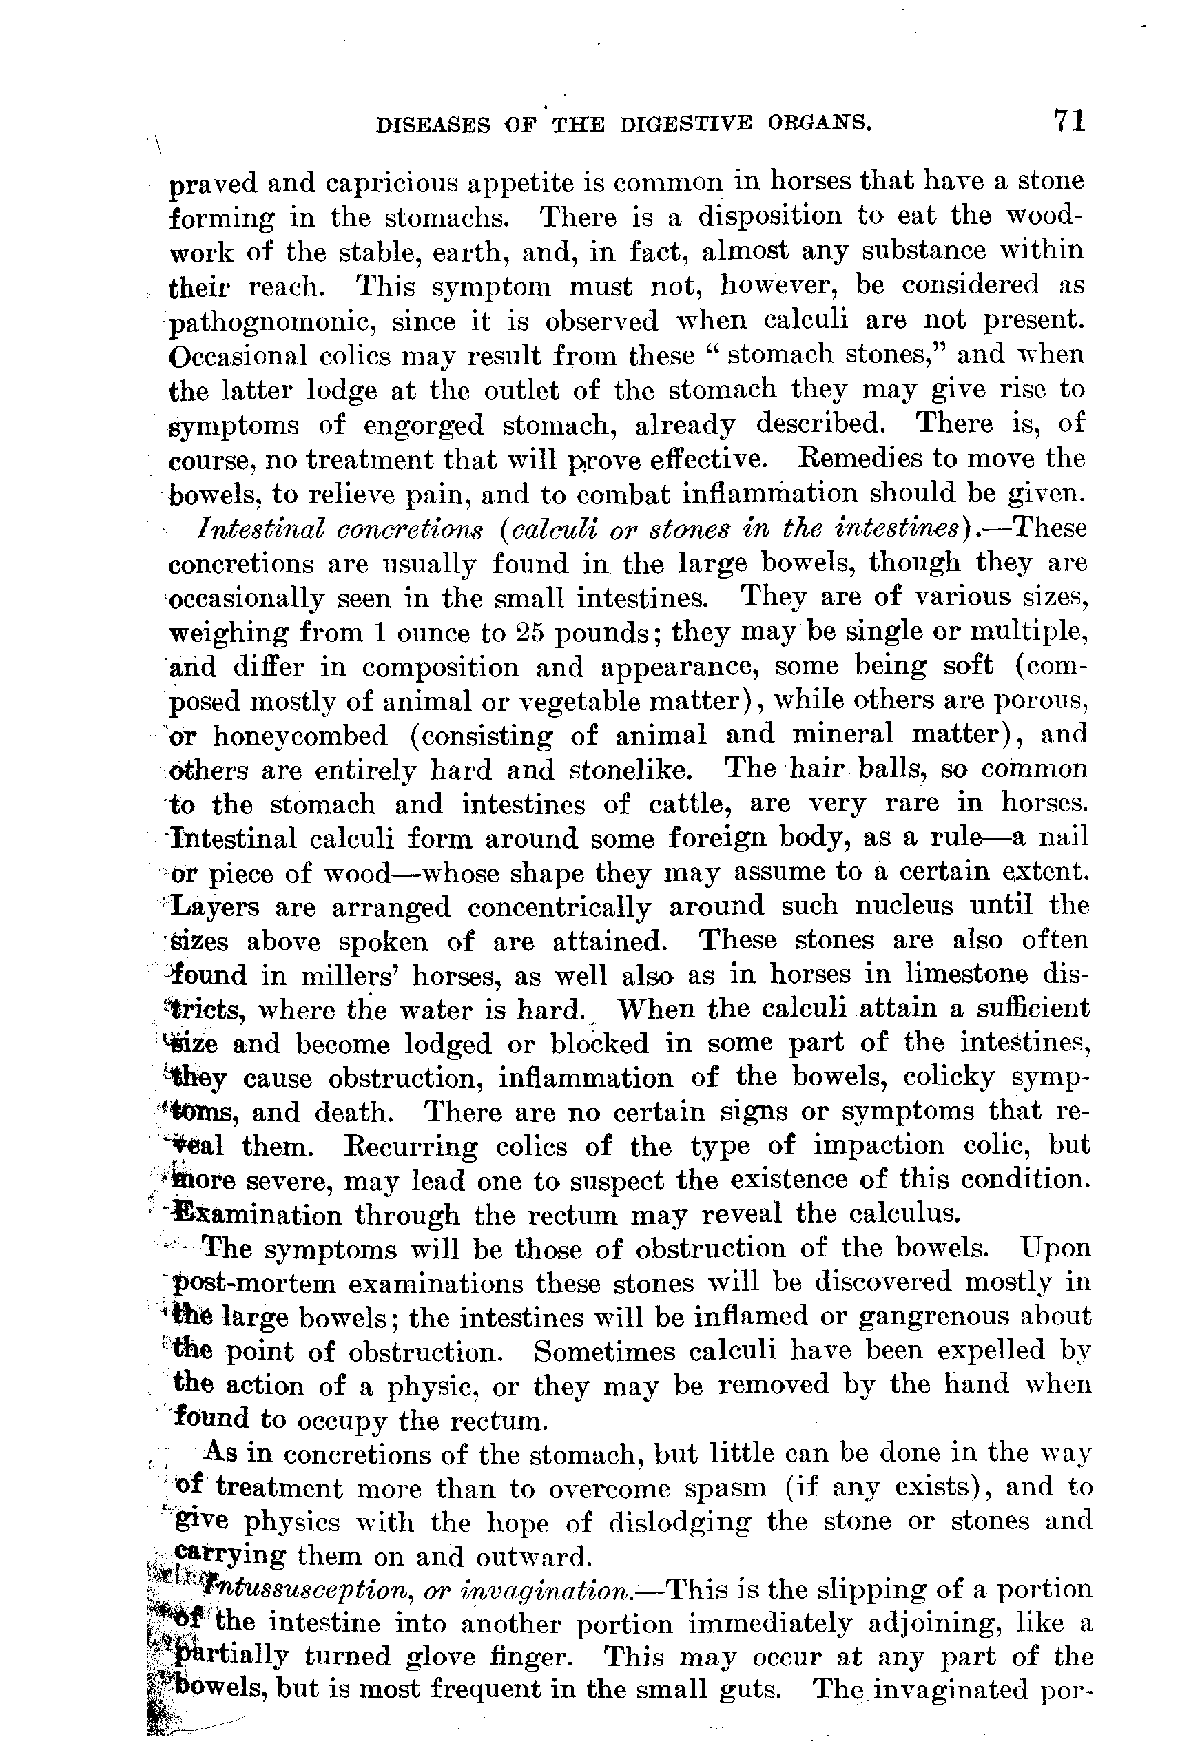 DISEASES OF THE DIGESTIVE ORGANS. 71
praved and capricious appetite is common in horses that have a stone
forming in the stomachs. There is a disposition to eat the wood-
work of the stable, earth, and, in fact, almost any substance within
their reach. This symptom must not, however, be considered as
pathognomonic, since it is observed when calculi are not present.
Occasional colics may result from these “ stomach stones,” and when
the latter lodge at the outlet of the stomach they may give rise to
symptoms of engorged stomach, already described. There is, of
course, no treatment that will prove effective. Remedies to move the
bowels, to relieve pain, and to combat inflammation should be given.
Intestinal concretions (calculi or stones in the intestines).—These
concretions are usually found in the large bowels, though they are
occasionally seen in the small intestines. They are of various sizes,
weighing from 1 ounce to 25 pounds; they may be single or multiple,
and differ in composition and appearance, some being soft (com-
posed mostly of animal or vegetable matter), while others are porous,
or honeycombed (consisting of animal and mineral matter), and
others are entirely hard and stonelike. The hair balls, so common
to the stomach and intestines of cattle, are very rare in horses.
Intestinal calculi form around some foreign body, as a rule—a nail
or piece of wood—whose shape they may assume to a certain extent.
Layers are arranged concentrically around such nucleus until the
sizes above spoken of are attained. These stones are also often
found in millers’ horses, as well also as in horses in limestone dis-
tricts, where the water is hard. When the calculi attain a sufficient
size and become lodged or blocked in some part of the intestines,
they cause obstruction, inflammation of the bowels, colicky symp-
toms, and death. There are no certain signs or symptoms that re-
veal them. Recurring colics of the type of impaction colic, but
more severe, may lead one to suspect the existence of this condition.
Examination through the rectum may reveal the calculus.
The symptoms will be those of obstruction of the bowels. Upon
post-mortem examinations these stones will be discovered mostly in
the large bowels; the intestines will be inflamed or gangrenous about
the point of obstruction. Sometimes calculi have been expelled by
the action of a physic, or they may be removed by the hand when
found to occupy the rectum.
As in concretions of the stomach, but little can be done in the way
of treatment more than to overcome spasm (if any exists), and to
give physics with the hope of dislodging the stone or stones and
carrying them on and outward.
Intussusception, or invagination.—This is the slipping of a portion
of the intestine into another portion immediately adjoining, like a
partially turned glove finger. This may occur at any part of the
bowels, but is most frequent in the small guts. The invaginated por-